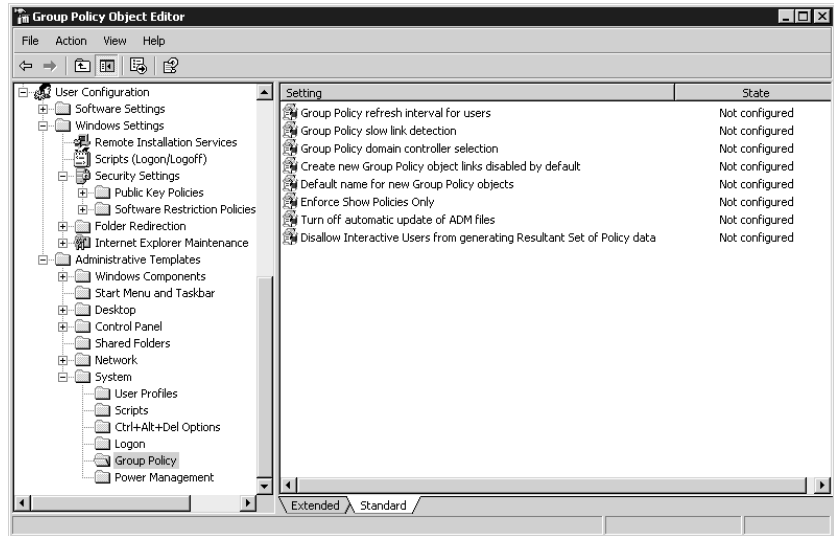 Group Policy Object Editor
File Action View Help
User Configuration
Software Settings
Windows Settings
Remote Installation Services
Scripts (Logon/Logoff)
Security Settings
Public Key Policies
Software Restriction Policies
Folder Redirection
Internet Explorer Maintenance
Administrative Templates
Windows Components
Start Menu and Taskbar
Desktop
Control Panel
Shared Folders
Network
System
User Profiles
Scripts
Ctrl+Alt+Del Options
Logon
Group Policy
Power Management
Setting State
Group Policy refresh interval for users Not configured
Group Policy slow link detection Not configured
Group Policy domain controller selection Not configured
Create new Group Policy object links disabled by default Not configured
Default name for new Group Policy objects Not configured
Enforce Show Policies Only Not configured
Turn off automatic update of ADM files Not configured
Disallow Interactive Users from generating Resultant Set of Policy data Not configured
Extended Standard